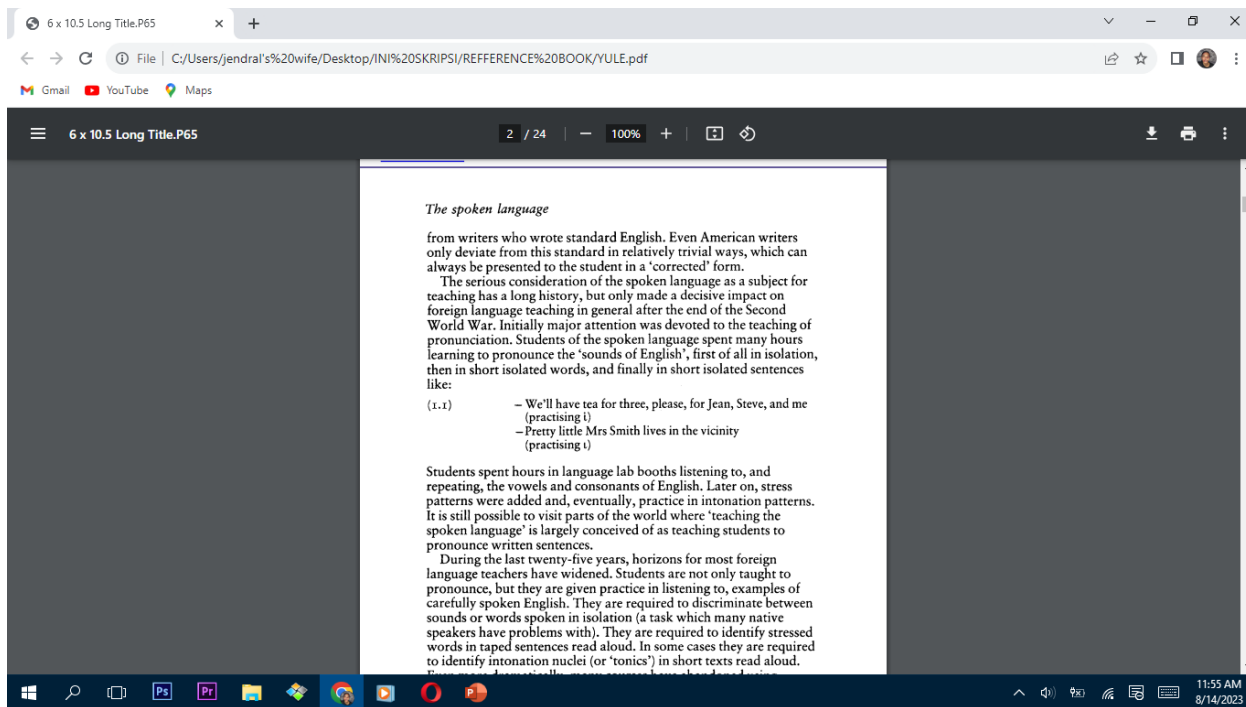 6 x 10.5 Long Title.P65
File | C:/Users/jendral's%20wife/Desktop/INI%20SKRIPSI/REFFERENCE%20BOOK/YULE.pdf
Gmail YouTube Maps
6 x 10.5 Long Title.P65 2 / 24 100%
The spoken language
from writers who wrote standard English. Even American writers
only deviate from this standard in relatively trivial ways, which can
always be presented to the student in a ‘corrected’ form.
The serious consideration of the spoken language as a subject for
teaching has a long history, but only made a decisive impact on
foreign language teaching in general after the end of the Second
World War. Initially major attention was devoted to the teaching of
pronunciation. Students of the spoken language spent many hours
learning to pronounce the ‘sounds of English’, first of all in isolation,
then in short isolated words, and finally in short isolated sentences
like:
(1.1) – We’ll have tea for three, please, for Jean, Steve, and me
(practising i)
– Pretty little Mrs Smith lives in the vicinity
(practising ɩ)
Students spent hours in language lab booths listening to, and
repeating, the vowels and consonants of English. Later on, stress
patterns were added and, eventually, practice in intonation patterns.
It is still possible to visit parts of the world where ‘teaching the
spoken language’ is largely conceived of as teaching students to
pronounce written sentences.
During the last twenty-five years, horizons for most foreign
language teachers have widened. Students are not only taught to
pronounce, but they are given practice in listening to, examples of
carefully spoken English. They are required to discriminate between
sounds or words spoken in isolation (a task which many native
speakers have problems with). They are required to identify stressed
words in taped sentences read aloud. In some cases they are required
to identify intonation nuclei (or ‘tonics’) in short texts read aloud.
Ps Pr 11:55 AM
8/14/2023